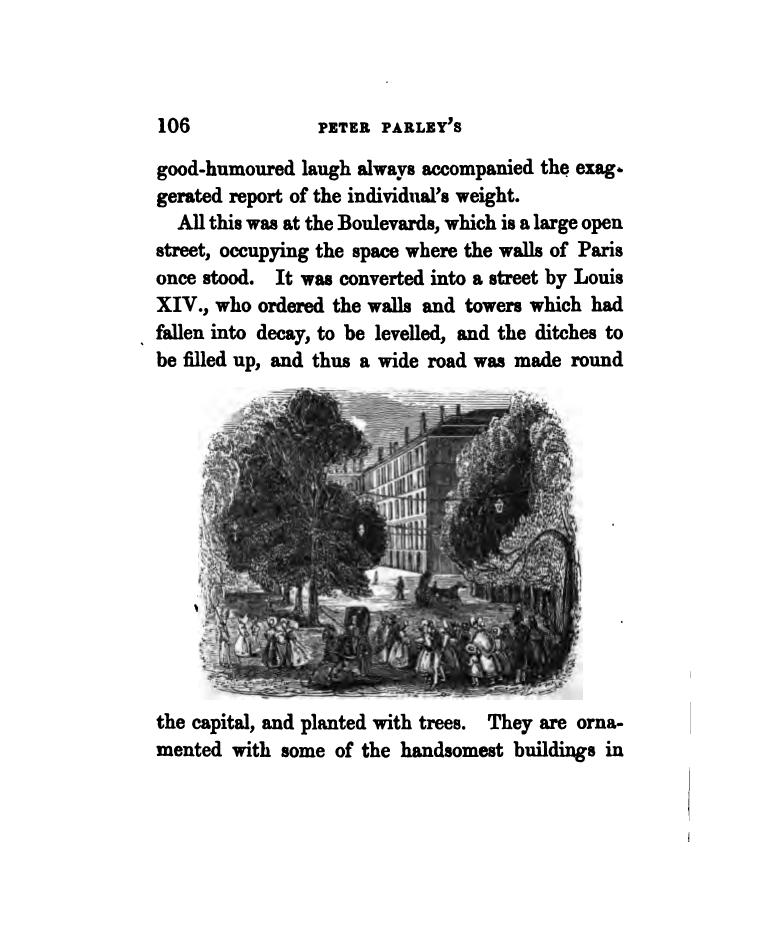 106 PETER PARLEY'S
good-humoured laugh always accompanied the exag-
gerated report of the individual's weight.
All this was at the Boulevards, which is a large open
street, occupying the space where the walls of Paris
once stood. It was converted into a street by Louis
XIV., who ordered the walls and towers which had
fallen into decay, to be levelled, and the ditches to
be filled up, and thus a wide road was made round
the capital, and planted with trees. They are orna-
mented with some of the handsomest buildings in